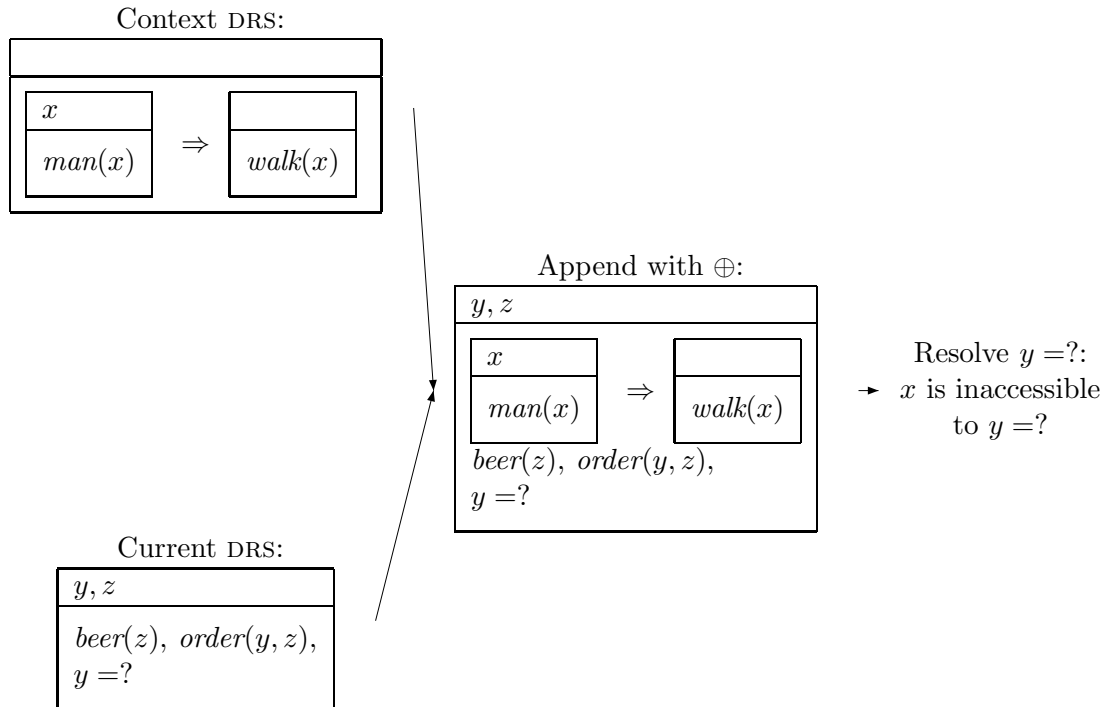 Context DRS:
x
man(x) ⇒ walk(x)
Append with ⊕:
y, z
x
man(x) ⇒ walk(x)
beer(z), order(y, z),
y =?
Resolve y =?:
x is inaccessible
to y =?
Current DRS:
y, z
beer(z), order(y, z),
y =?